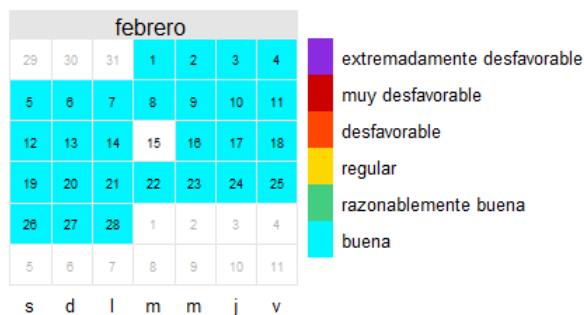 febrero
29 30 31 1 2 3 4
5 6 7 8 9 10 11
12 13 14 15 16 17 18
19 20 21 22 23 24 25
26 27 28 1 2 3 4
5 6 7 8 9 10 11
s d l m m j v
extremadamente desfavorable
muy desfavorable
desfavorable
regular
razonablemente buena
buena